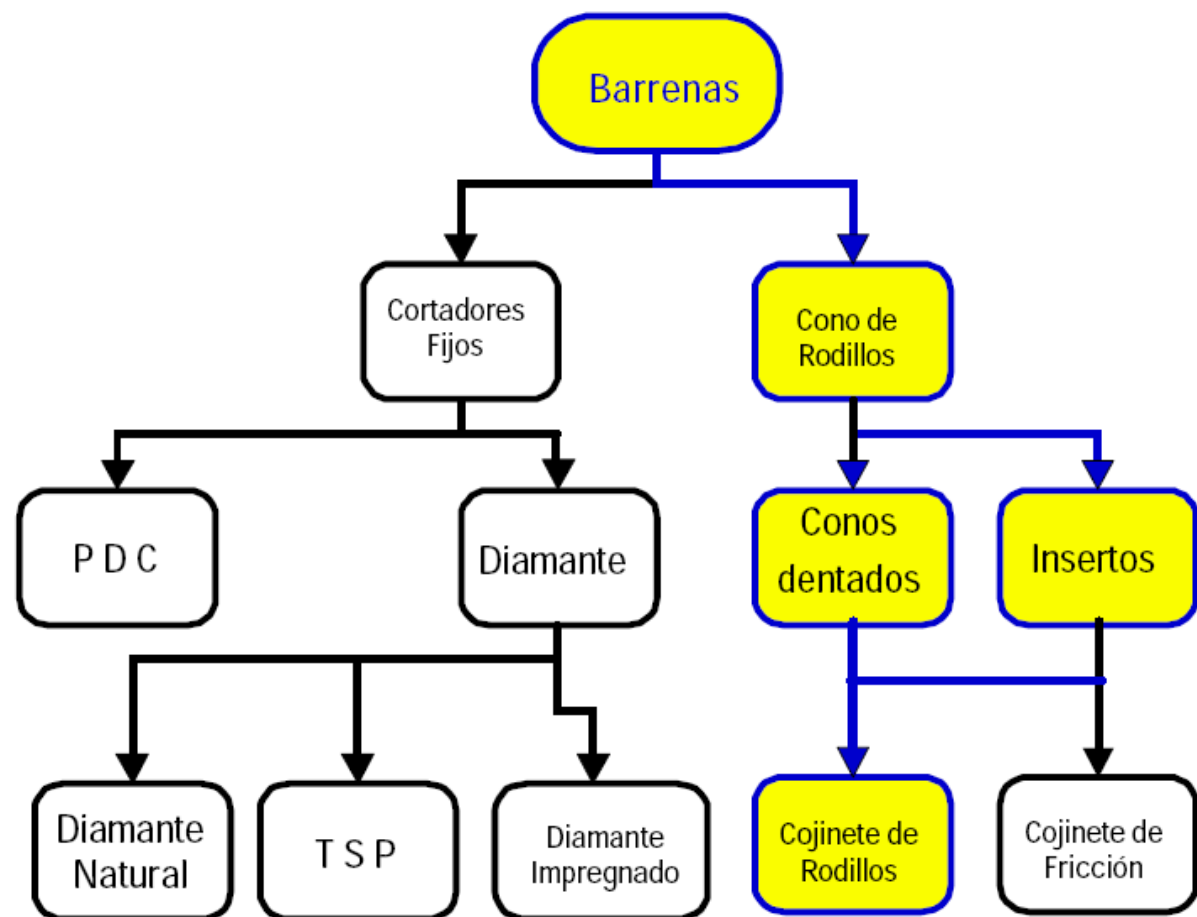 Barrenas
Cortadores
Fijos
Cono de
Rodillos
P D C
Diamante
Conos
dentados
Insertos
Diamante
Natural
T S P
Diamante
Impregnado
Cojinete de
Rodillos
Cojinete de
Fricción